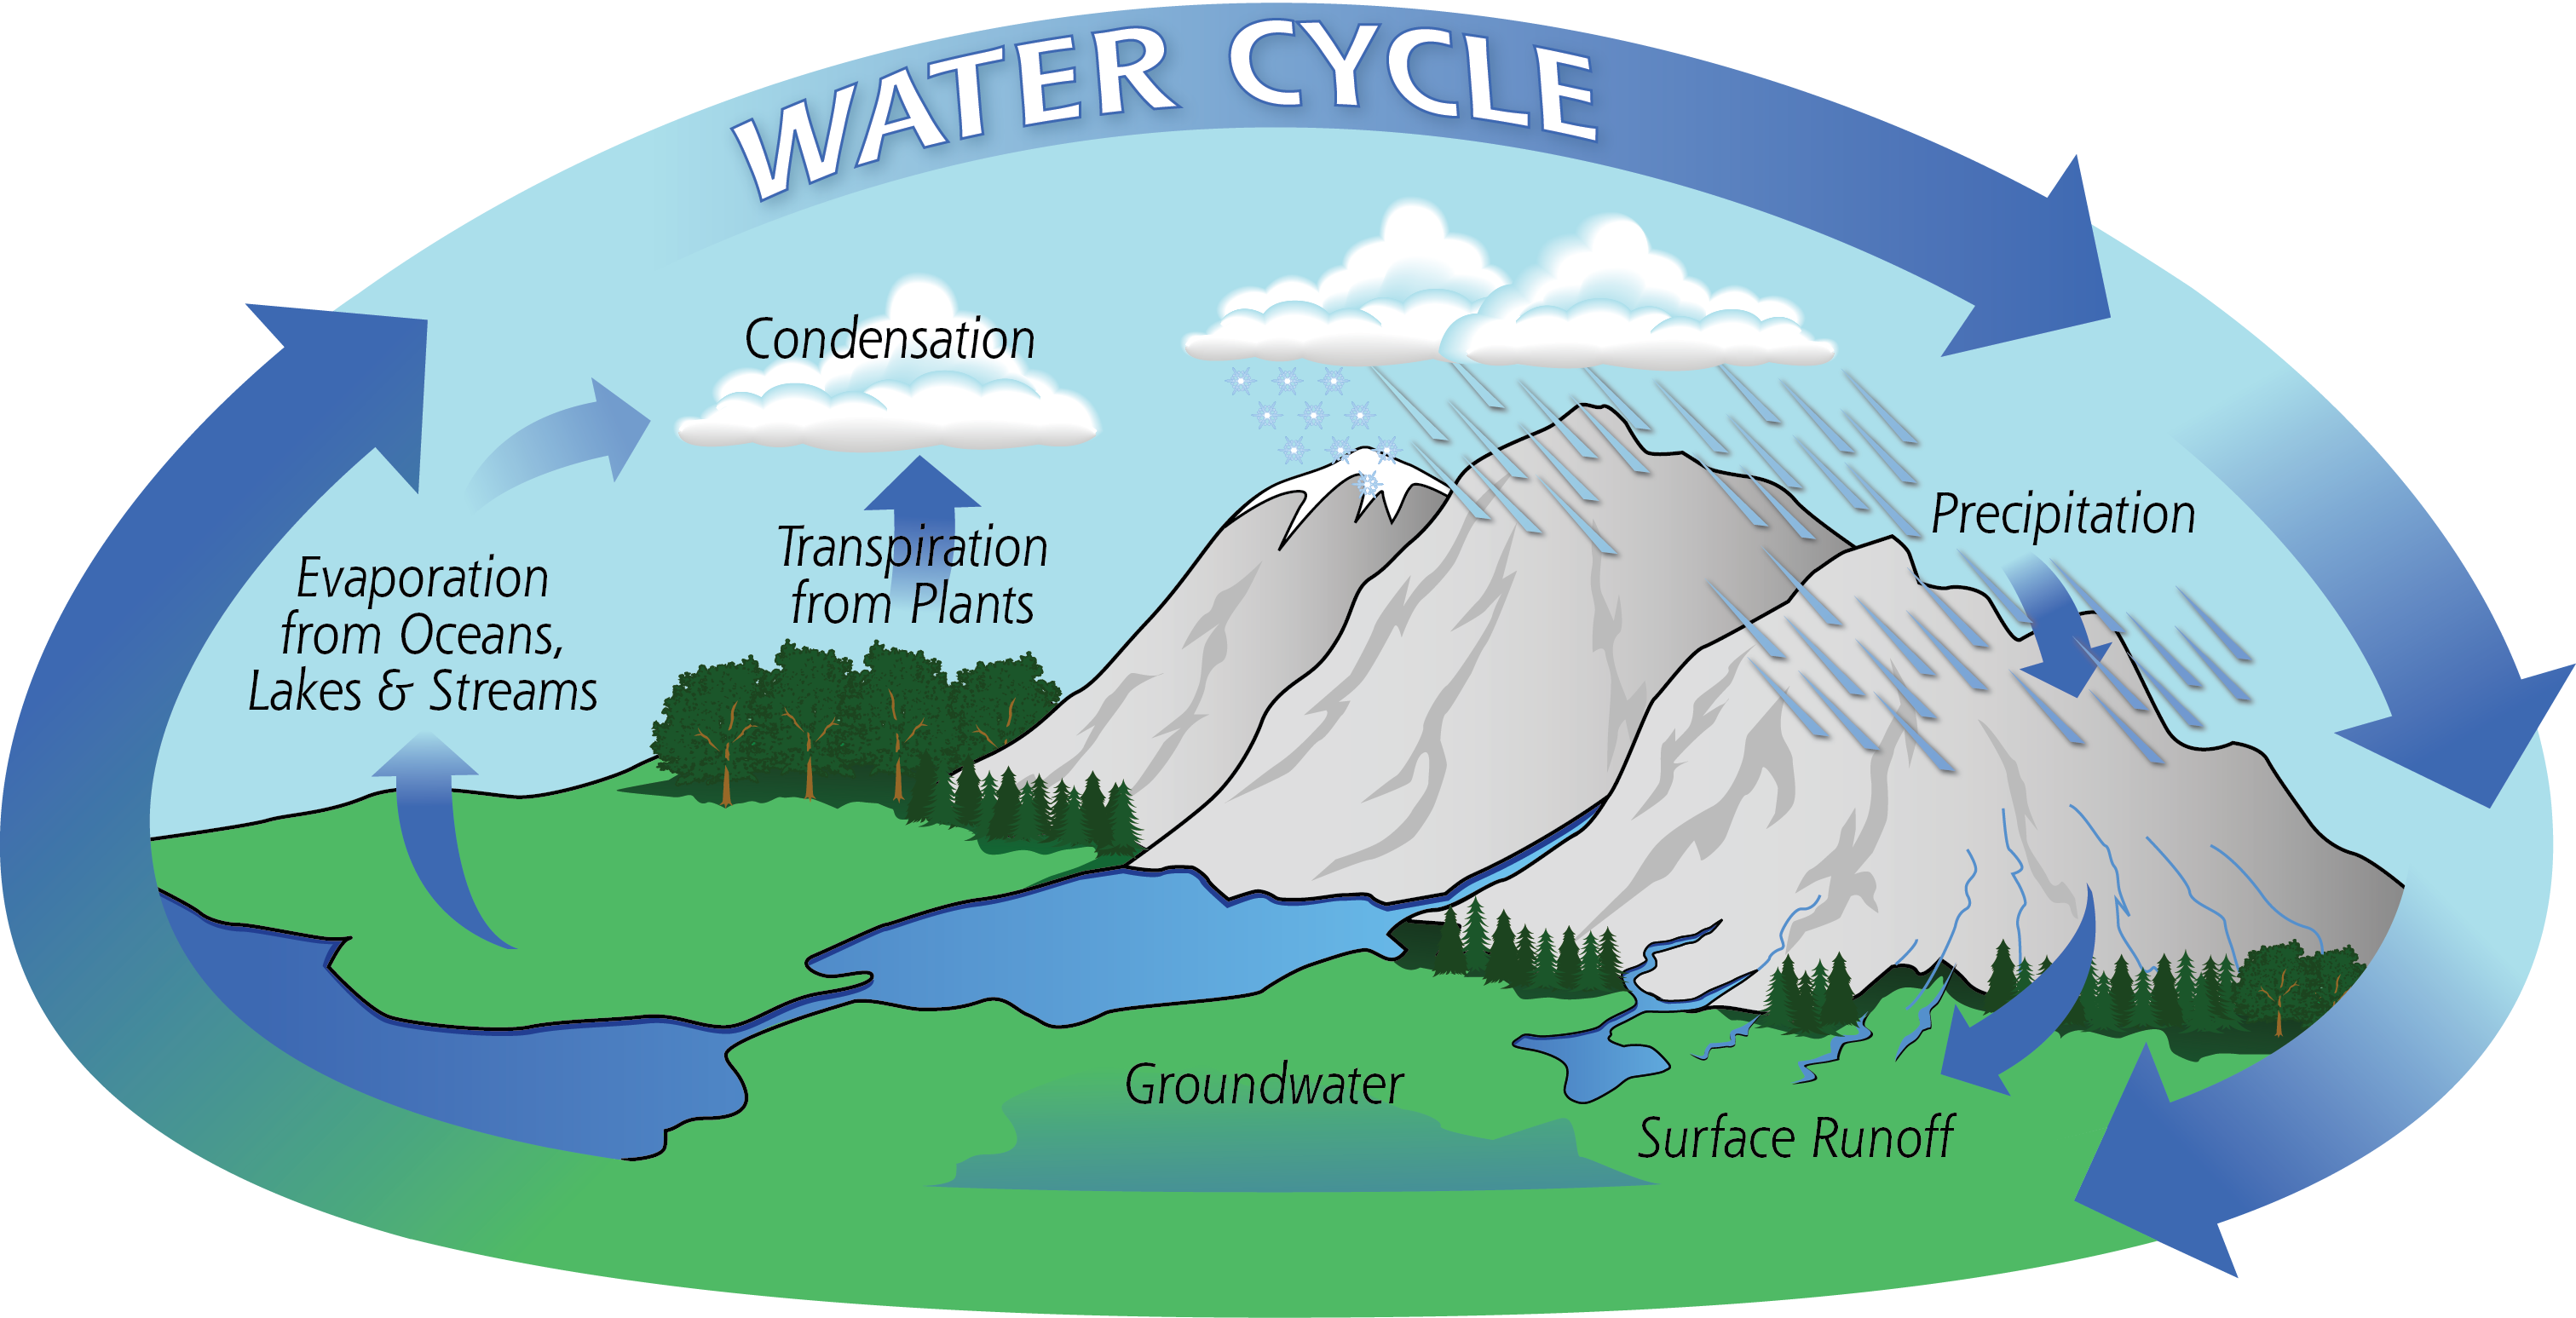 WATER CYCLE
Condensation
Precipitation
Transpiration
from Plants
Evaporation
from Oceans,
Lakes & Streams
Groundwater
Surface Runoff